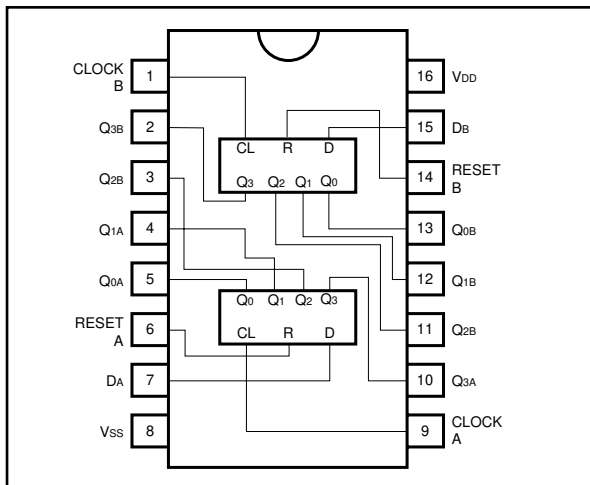 CLOCK
B
1
16
VDD
Q3B
2
15
DB
CL R D
Q2B
3
14
RESET
B
Q3 Q2 Q1 Q0
Q1A
4
13
Q0B
Q0A
5
12
Q1B
Q0 Q1 Q2 Q3
RESET
A
6
11
Q2B
CL R D
DA
7
10
Q3A
VSS
8
9
CLOCK
A